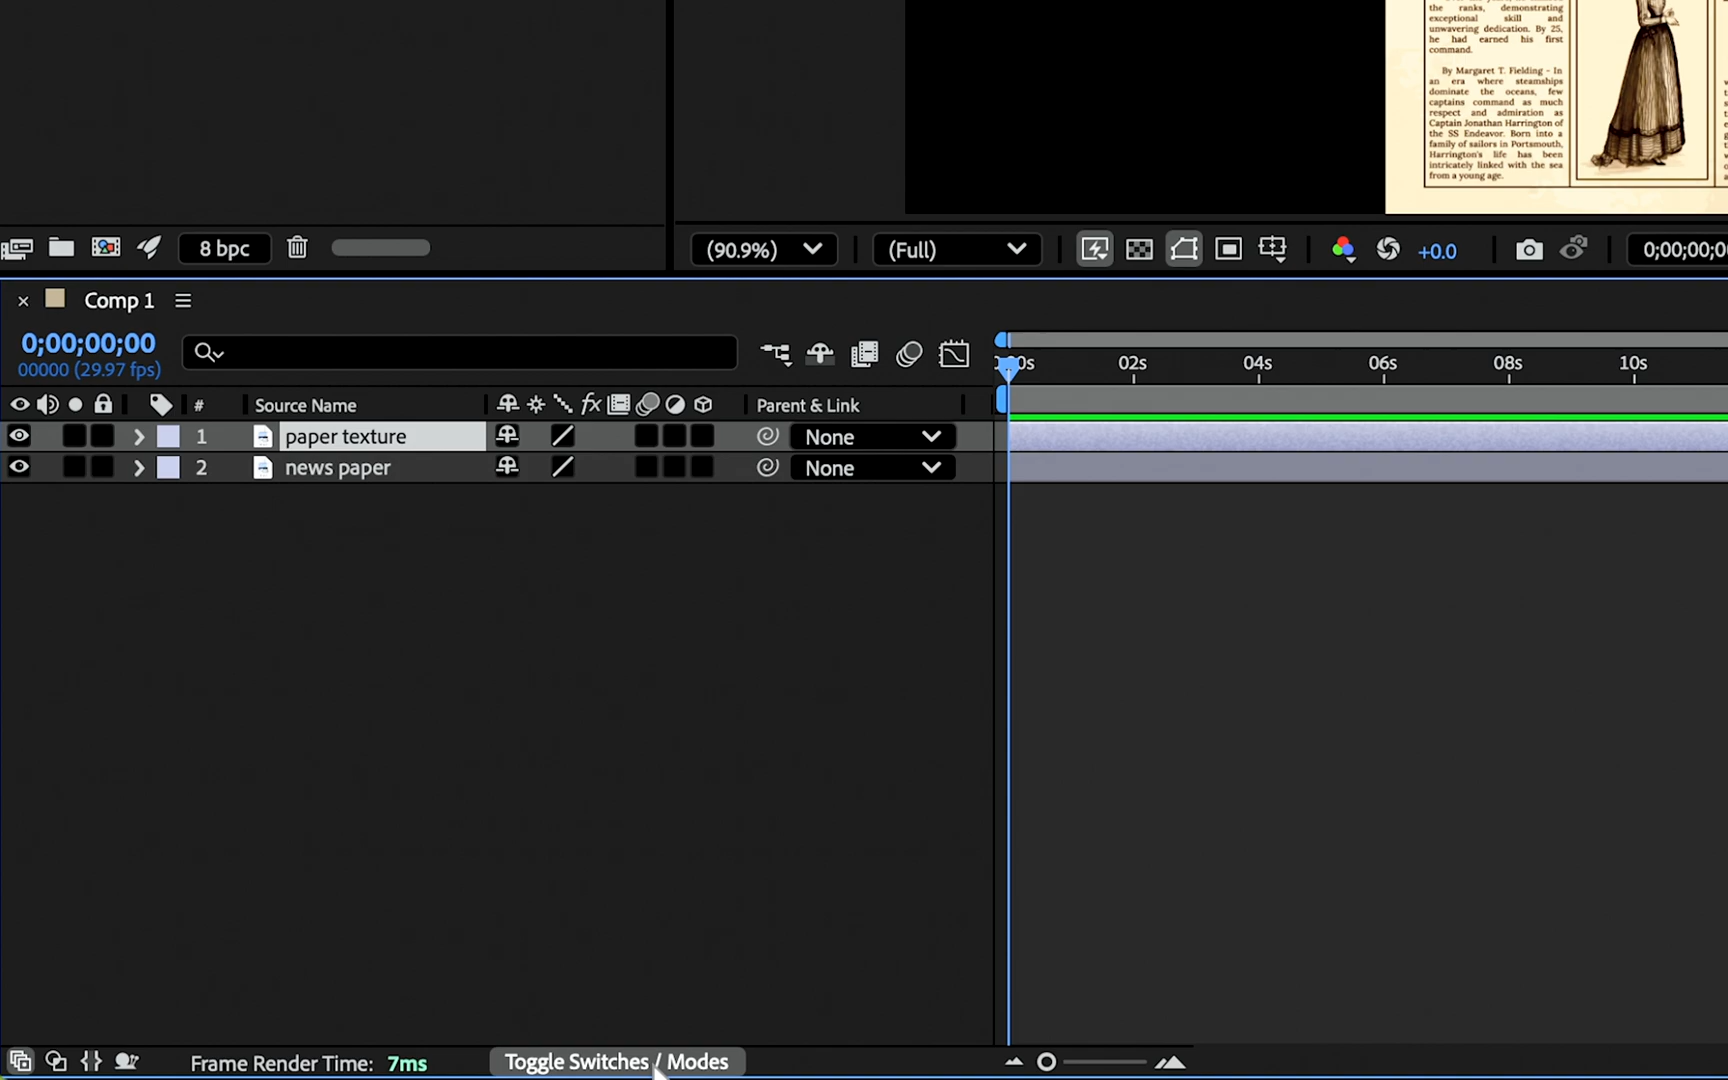 the ranks, demonstrating
exceptional skill and
unwavering dedication. By 25,
he had earned his first
command.
By Margaret T. Fielding - In
an era where steamships
dominate the oceans, few
captains command as much
respect and admiration as
Captain Jonathan Harrington of
the SS Endeavor. Born into a
family of sailors in Portsmouth,
Harrington's life has been
intricately linked with the sea
from a young age.
8 bpc
(90.9%)
(Full)
+0.0
0;00;00;0
Comp 1
0;00;00;00
00000 (29.97 fps)
0s 02s 04s 06s 08s 10s
# Source Name fx Parent & Link
1 paper texture None
2 news paper None
Frame Render Time: 7ms
Toggle Switches / Modes